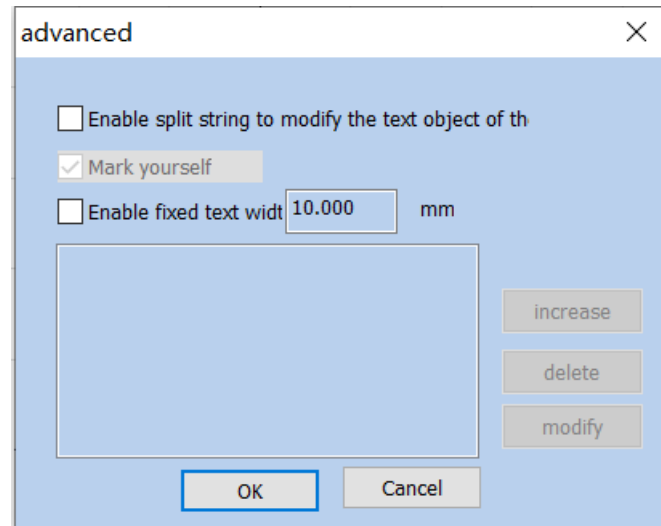 advanced
Enable split string to modify the text object of th
Mark yourself
Enable fixed text widt 10.000 mm
increase
delete
modify
OK Cancel